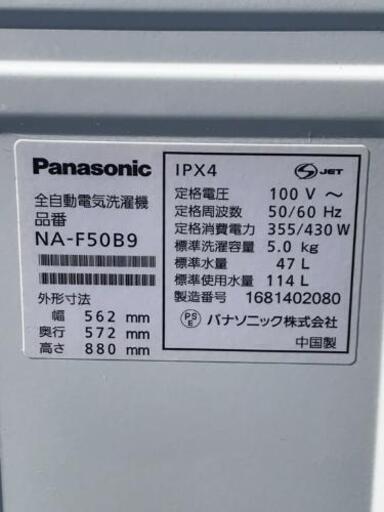 Panasonic
全自動電気洗濯機
品番
NA-F50B9
外形寸法
幅 562 mm
奥行 572 mm
高さ 880 mm
IPX4
S JET
定格電圧 100 V ～
定格周波数 50/60 Hz
定格消費電力 355/430 W
標準洗濯容量 5.0 kg
標準水量 47 L
標準使用水量 114 L
製造番号 1681402080
PSE パナソニック株式会社
中国製